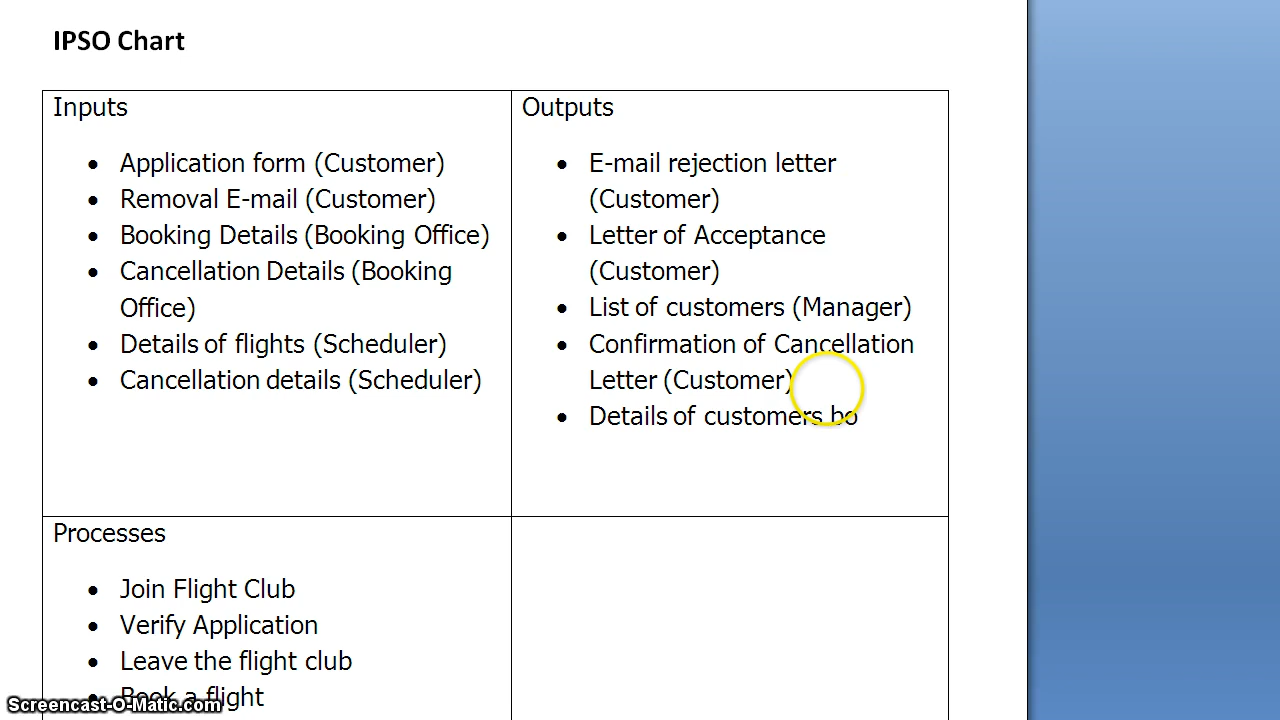 IPSO Chart
Inputs
• Application form (Customer)
• Removal E-mail (Customer)
• Booking Details (Booking Office)
• Cancellation Details (Booking
Office)
• Details of flights (Scheduler)
• Cancellation details (Scheduler)
Outputs
• E-mail rejection letter
(Customer)
• Letter of Acceptance
(Customer)
• List of customers (Manager)
• Confirmation of Cancellation
Letter (Customer)
• Details of customers bo
Processes
• Join Flight Club
• Verify Application
• Leave the flight club
• Book a flight
Screencast-O-Matic.com